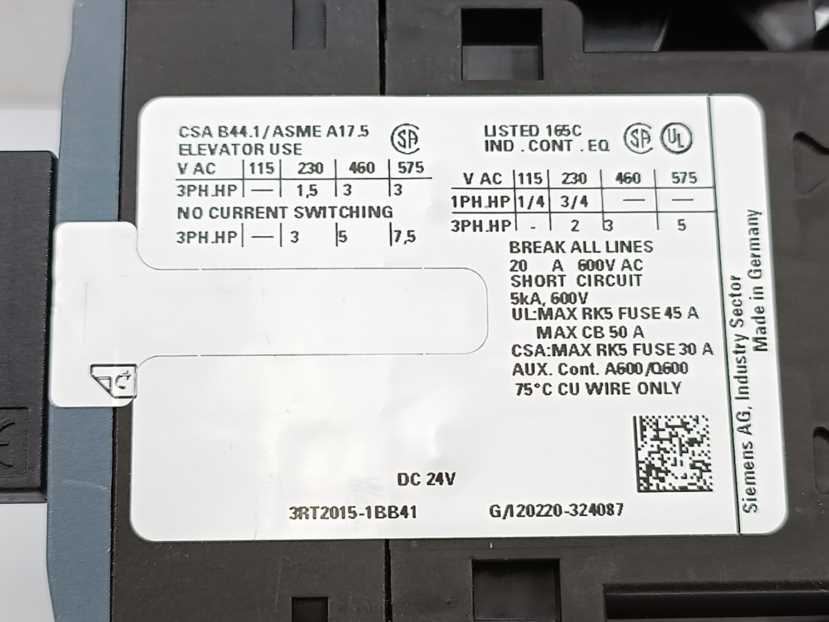 CSA B44.1/ASME A17.5
ELEVATOR USE
V AC 115 230 460 575
3PH.HP — 1,5 3 3
NO CURRENT SWITCHING
3PH.HP — 3 5 7,5
LISTED 165C
IND.CONT.EQ
V AC 115 230 460 575
1PH.HP 1/4 3/4 — —
3PH.HP - 2 3 5
BREAK ALL LINES
20 A 600V AC
SHORT CIRCUIT
5kA, 600V
UL:MAX RK5 FUSE 45 A
MAX CB 50 A
CSA:MAX RK5 FUSE 30 A
AUX. Cont. A600/Q600
75°C CU WIRE ONLY
DC 24V
3RT2015-1BB41
G/120220-324087
Siemens AG, Industry Sector
Made in Germany
SA
SA
UL
C+
CE